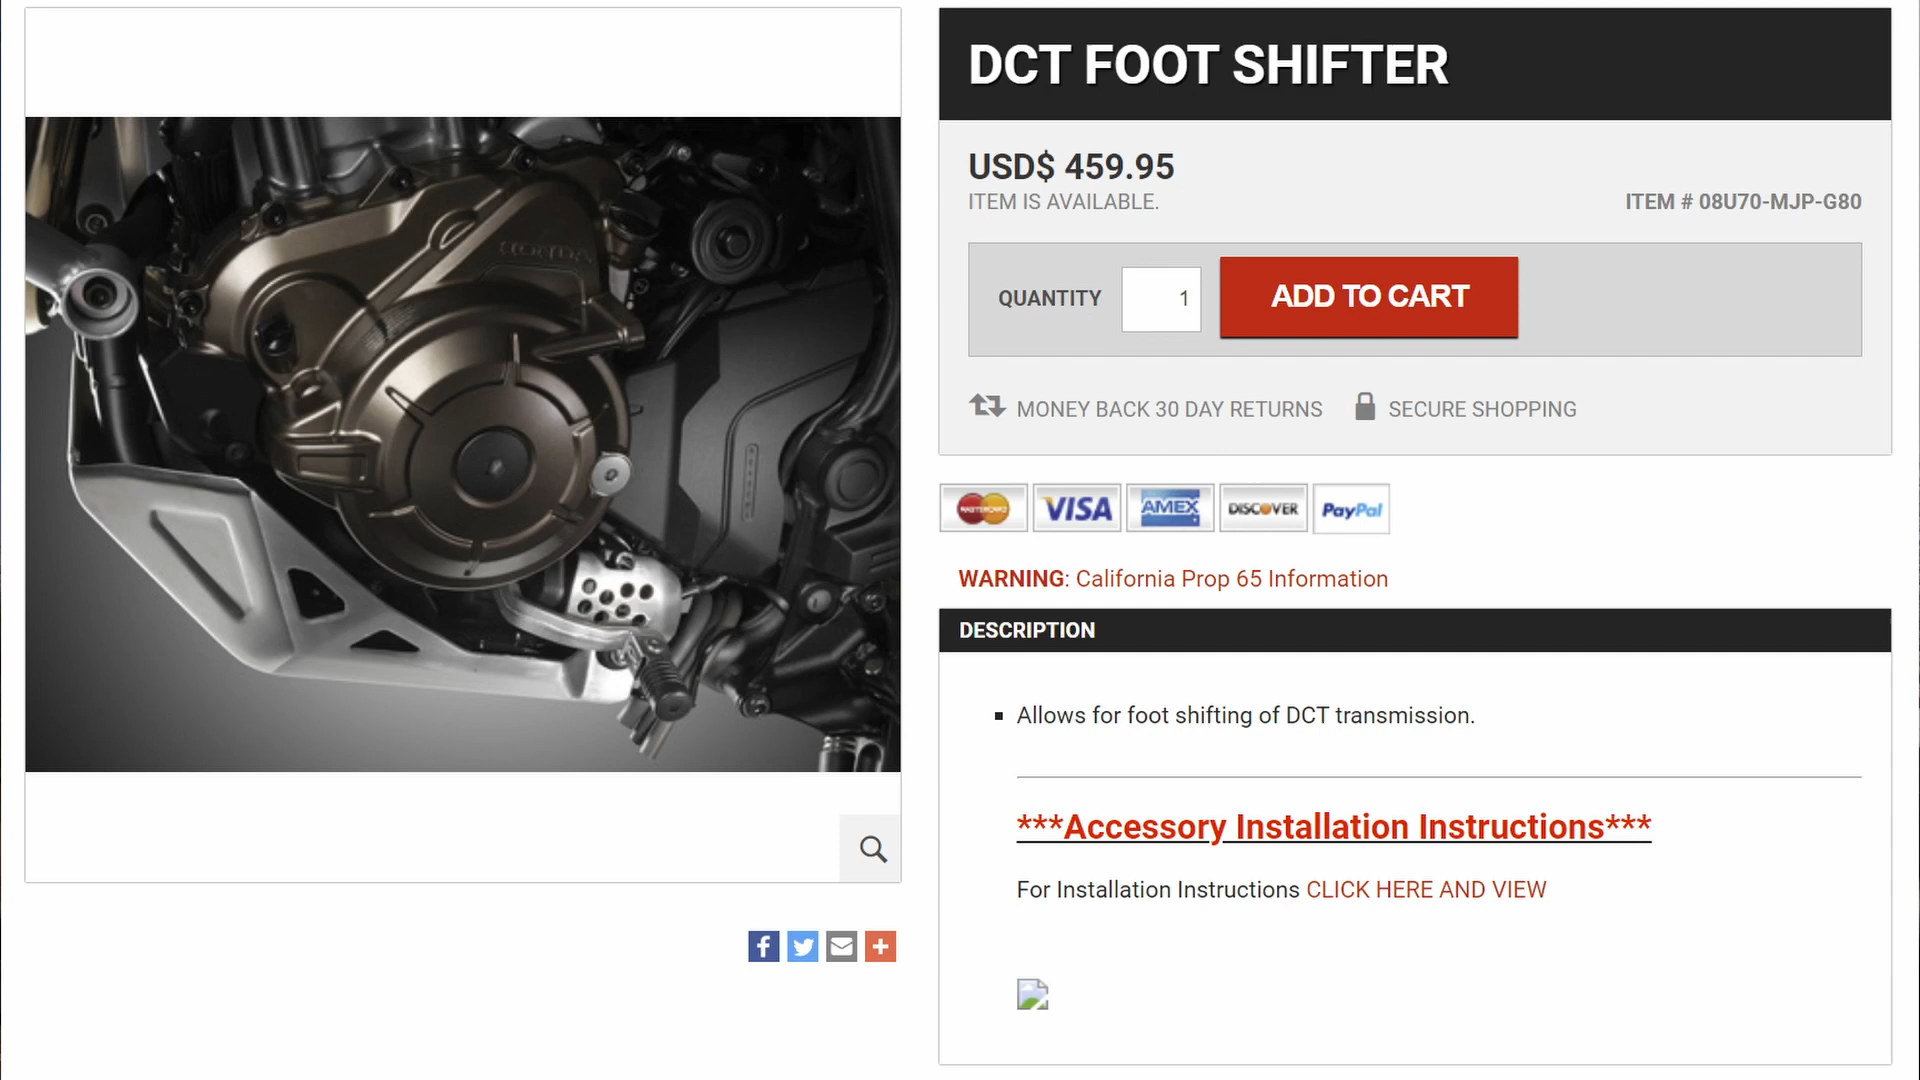 DCT FOOT SHIFTER
USD$ 459.95
ITEM IS AVAILABLE.
ITEM # 08U70-MJP-G80
QUANTITY 1 ADD TO CART
MONEY BACK 30 DAY RETURNS SECURE SHOPPING
MASTERCARD VISA AMEX DISCOVER PayPal
WARNING: California Prop 65 Information
DESCRIPTION
Allows for foot shifting of DCT transmission.
***Accessory Installation Instructions***
For Installation Instructions CLICK HERE AND VIEW
HONDA
f